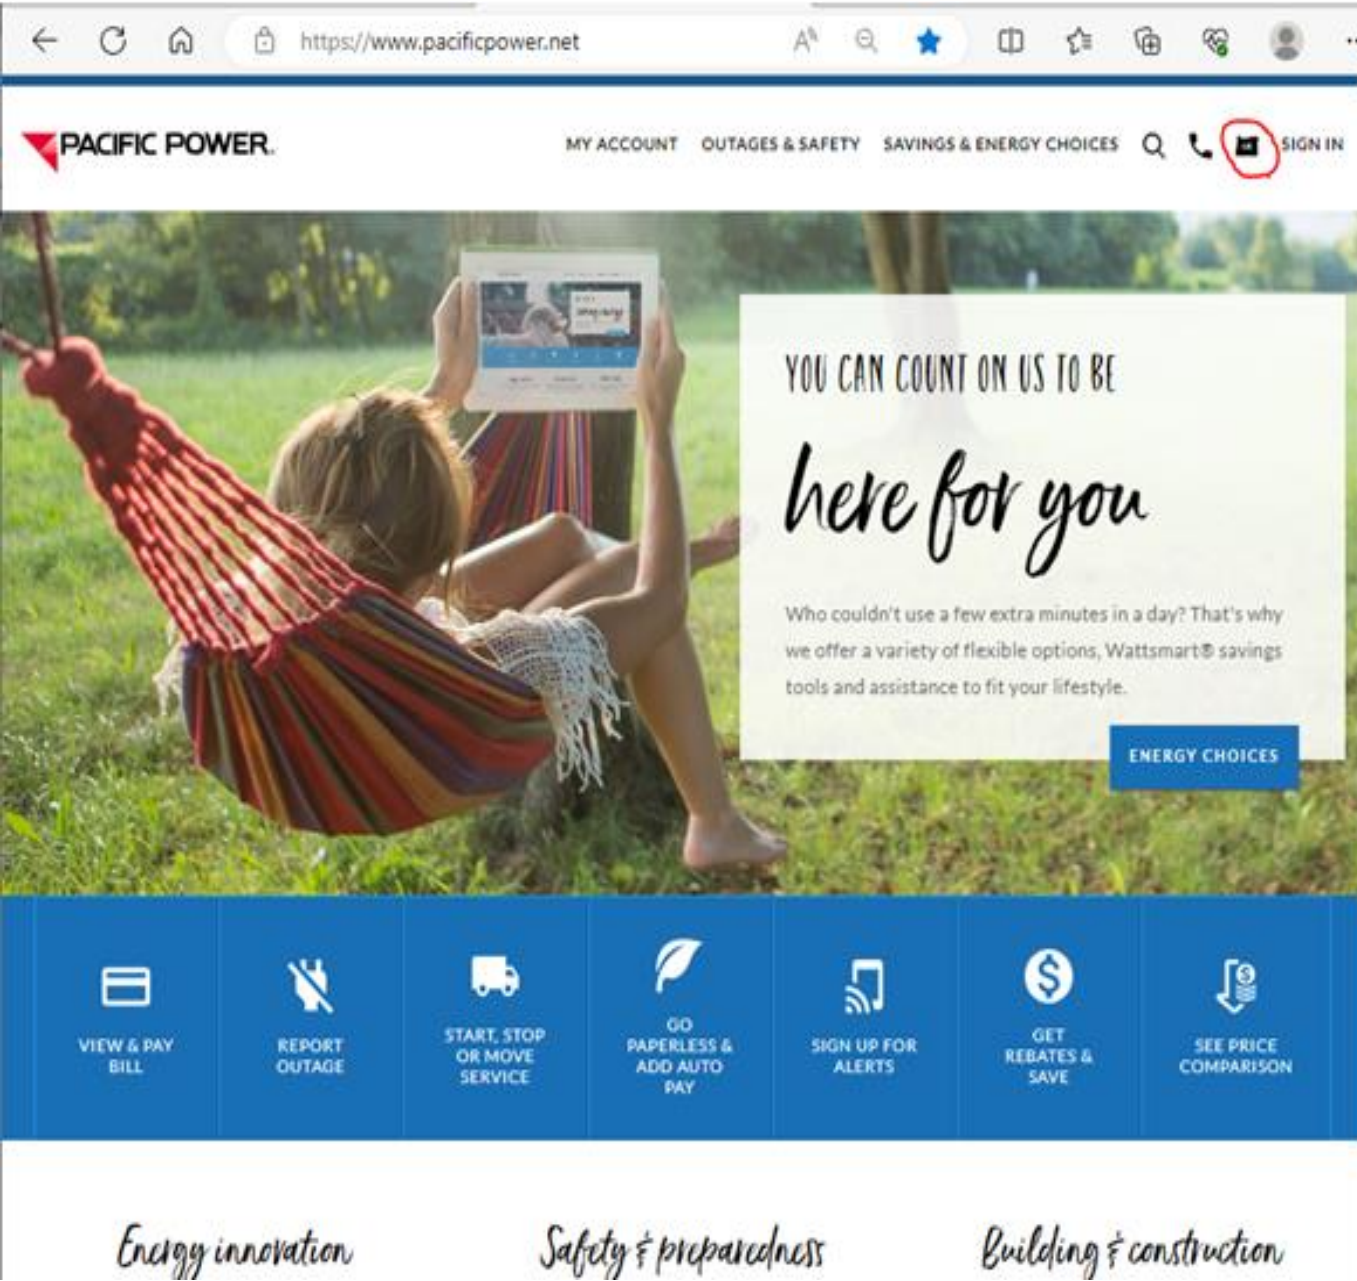 https://www.pacificpower.net
PACIFIC POWER.
MY ACCOUNT OUTAGES & SAFETY SAVINGS & ENERGY CHOICES SIGN IN
YOU CAN COUNT ON US TO BE
here for you
Who couldn't use a few extra minutes in a day? That's why
we offer a variety of flexible options, Wattsmart® savings
tools and assistance to fit your lifestyle.
ENERGY CHOICES
VIEW & PAY
BILL
REPORT
OUTAGE
START, STOP
OR MOVE
SERVICE
GO
PAPERLESS &
ADD AUTO
PAY
SIGN UP FOR
ALERTS
GET
REBATES &
SAVE
SEE PRICE
COMPARISON
Energy innovation
Safety & preparedness
Building & construction